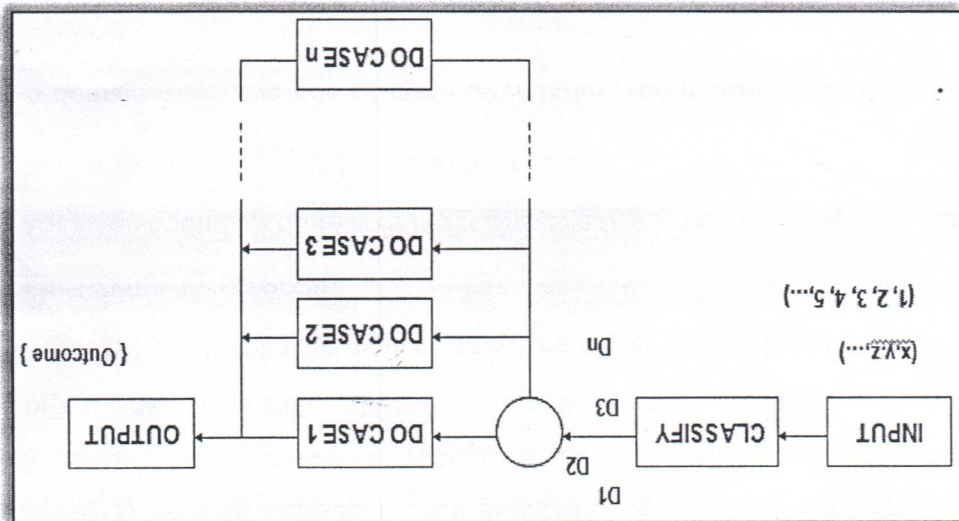 D1
D2
D3
Dn
INPUT
CLASSIFY
DO CASE 1
OUTPUT
(x,y,z,...)
(1, 2, 3, 4, 5,...)
DO CASE 2
{ Outcome }
DO CASE 3
DO CASE n